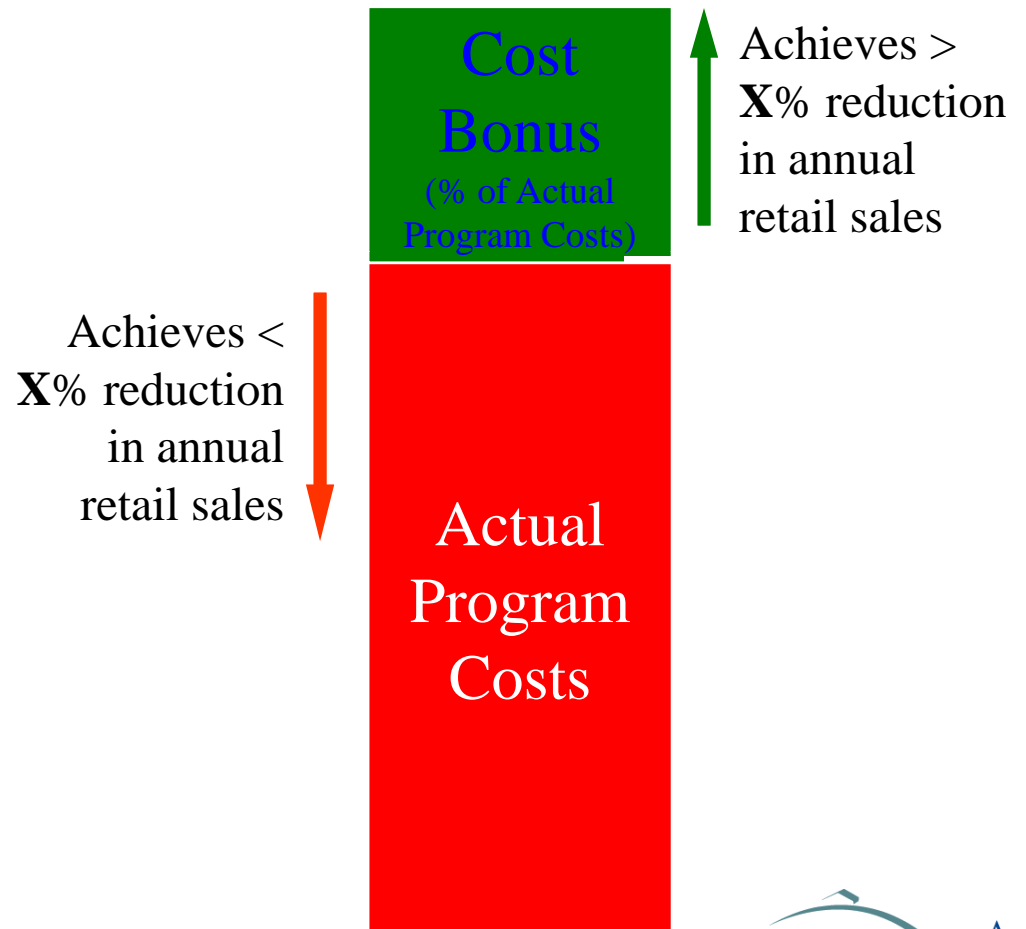 Cost
Bonus
(% of Actual
Program Costs)
Achieves >
X% reduction
in annual
retail sales
Achieves <
X% reduction
in annual
retail sales
Actual
Program
Costs